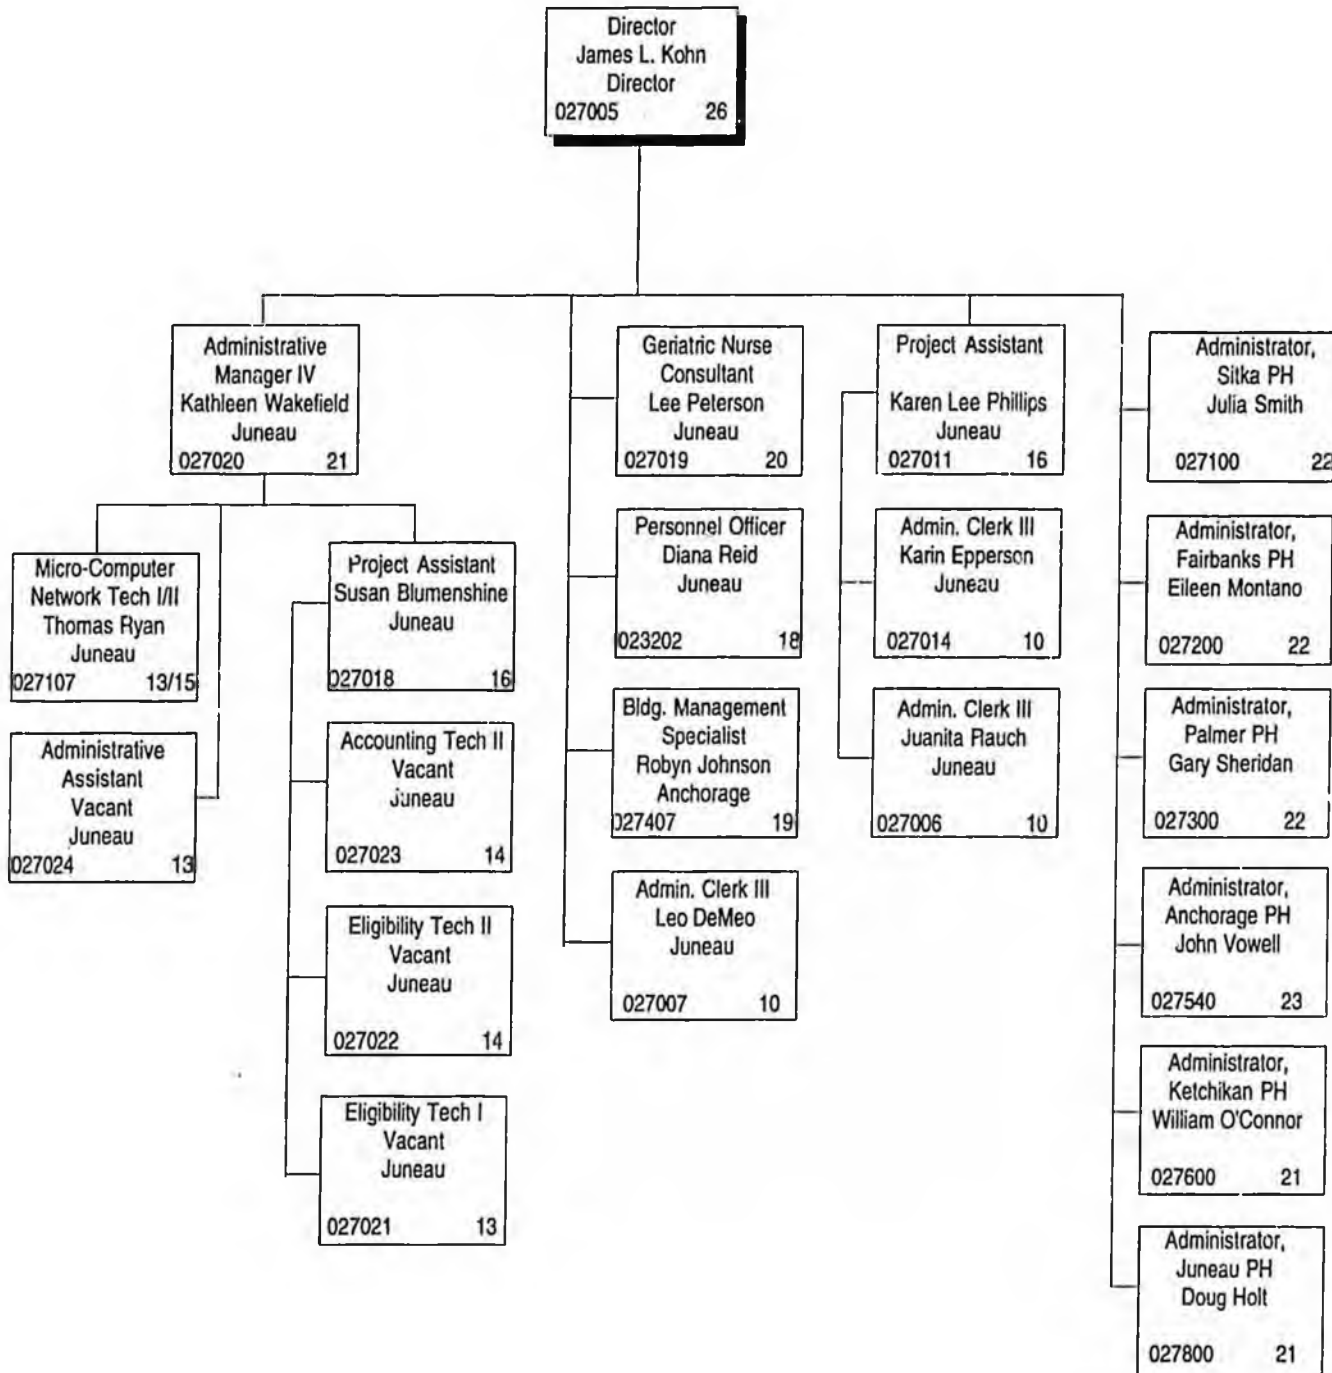 Director
James L. Kohn
Director
027005 26
Administrative
Manager IV
Kathleen Wakefield
Juneau
027020 21
Micro-Computer
Network Tech I/II
Thomas Ryan
Juneau
027107 13/15
Administrative
Assistant
Vacant
Juneau
027024 13
Project Assistant
Susan Blumenshine
Juneau
027018 16
Accounting Tech II
Vacant
Juneau
027023 14
Eligibility Tech II
Vacant
Juneau
027022 14
Eligibility Tech I
Vacant
Juneau
027021 13
Geriatric Nurse
Consultant
Lee Peterson
Juneau
027019 20
Personnel Officer
Diana Reid
Juneau
023202 18
Bldg. Management
Specialist
Robyn Johnson
Anchorage
027407 19
Admin. Clerk III
Leo DeMeo
Juneau
027007 10
Project Assistant
Karen Lee Phillips
Juneau
027011 16
Admin. Clerk III
Karin Epperson
Juneau
027014 10
Admin. Clerk III
Juanita Rauch
Juneau
027006 10
Administrator,
Sitka PH
Julia Smith
027100 22
Administrator,
Fairbanks PH
Eileen Montano
027200 22
Administrator,
Palmer PH
Gary Sheridan
027300 22
Administrator,
Anchorage PH
John Vowell
027540 23
Administrator,
Ketchikan PH
William O'Connor
027600 21
Administrator,
Juneau PH
Doug Holt
027800 21